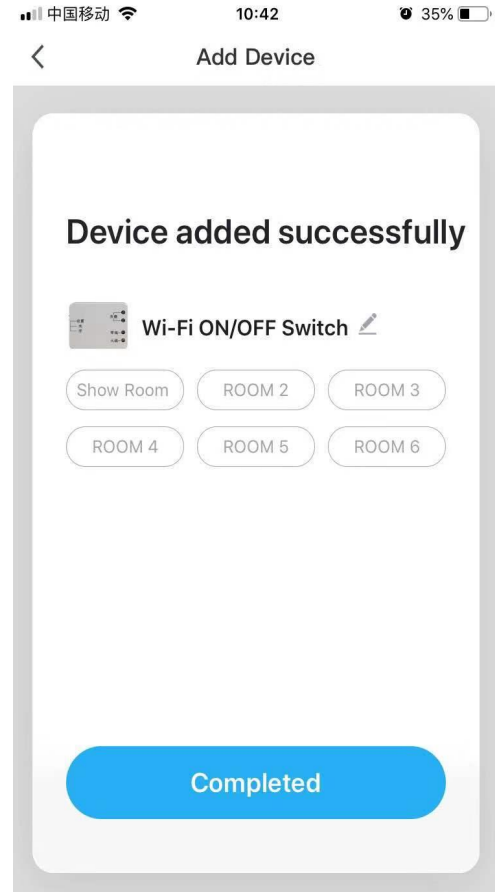 中国移动 10:42 35%
Add Device
Device added successfully
Wi-Fi ON/OFF Switch
Show Room ROOM 2 ROOM 3
ROOM 4 ROOM 5 ROOM 6
Completed